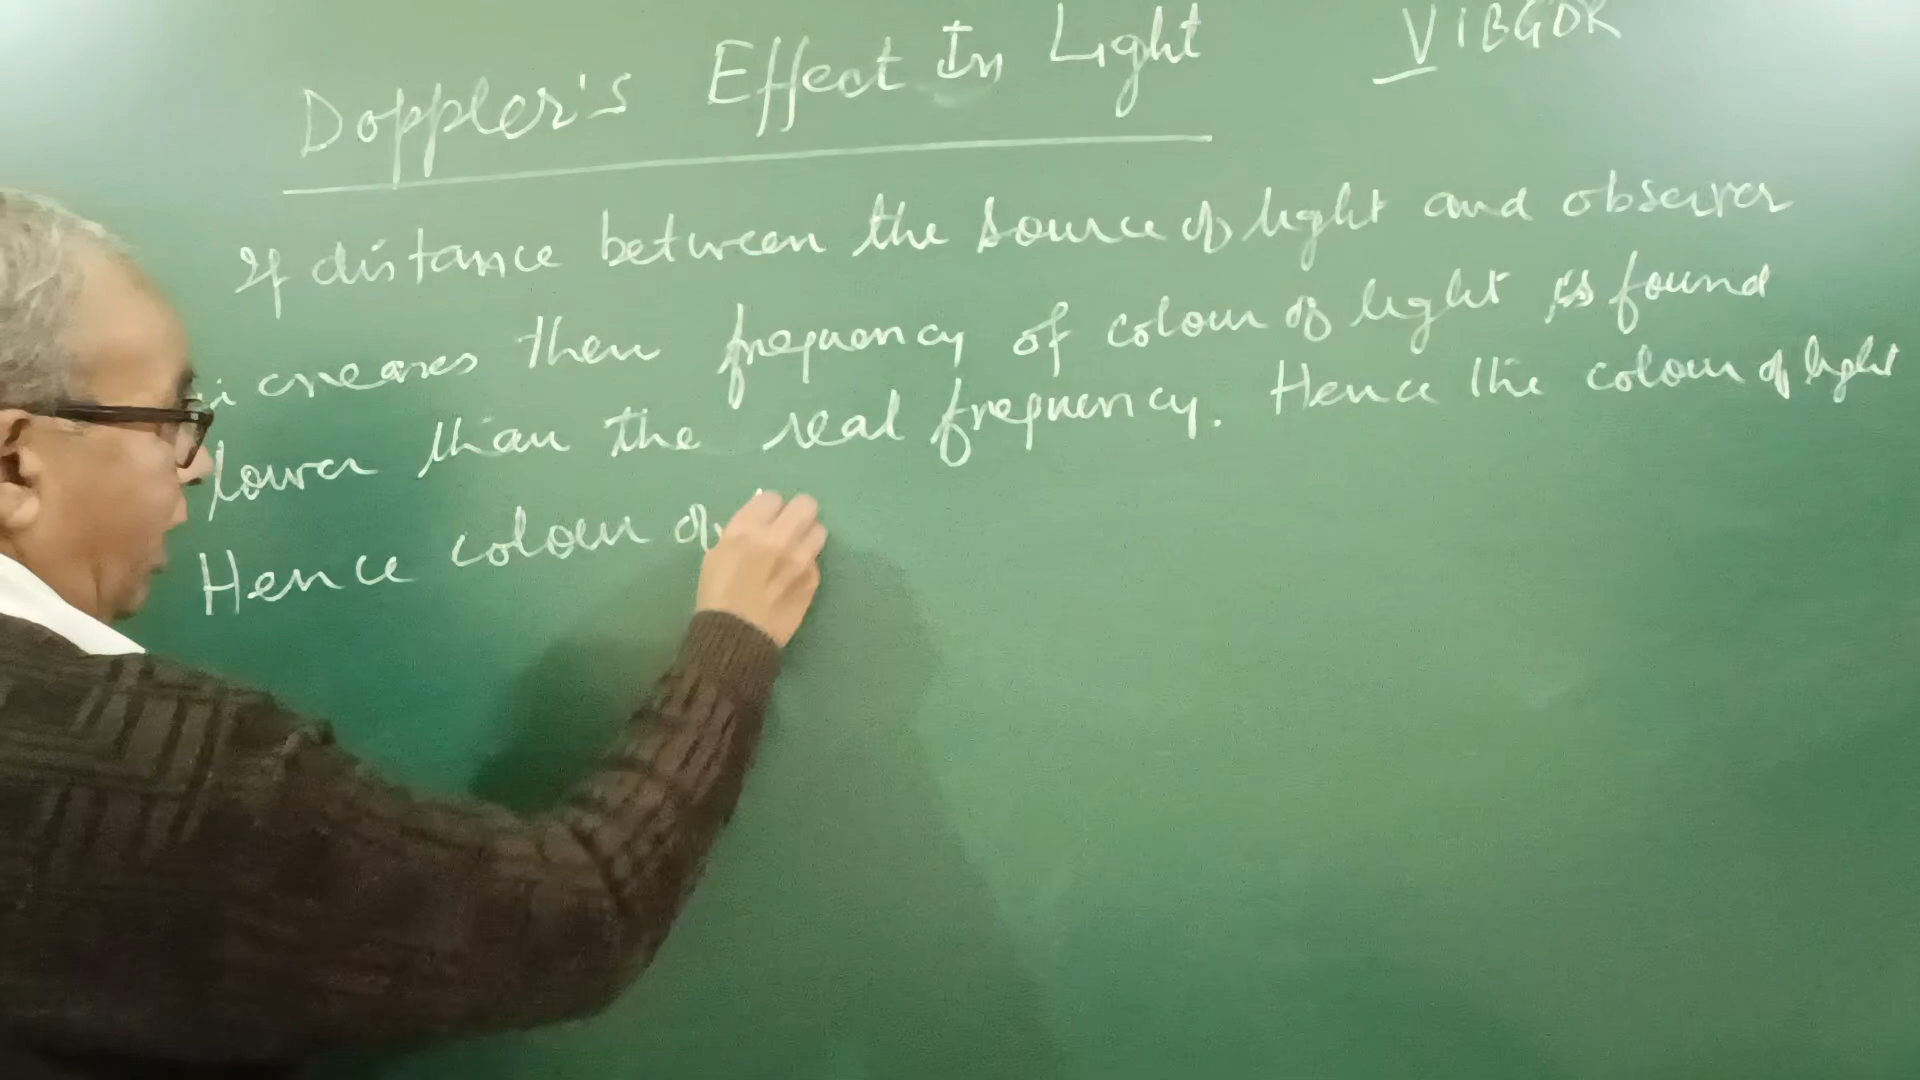 Doppler's Effect In Light
VIBGOR
If distance between the source of light and observer
increases then frequency of colour of light is found
lower than the real frequency. Hence the colour of light
Hence colour of